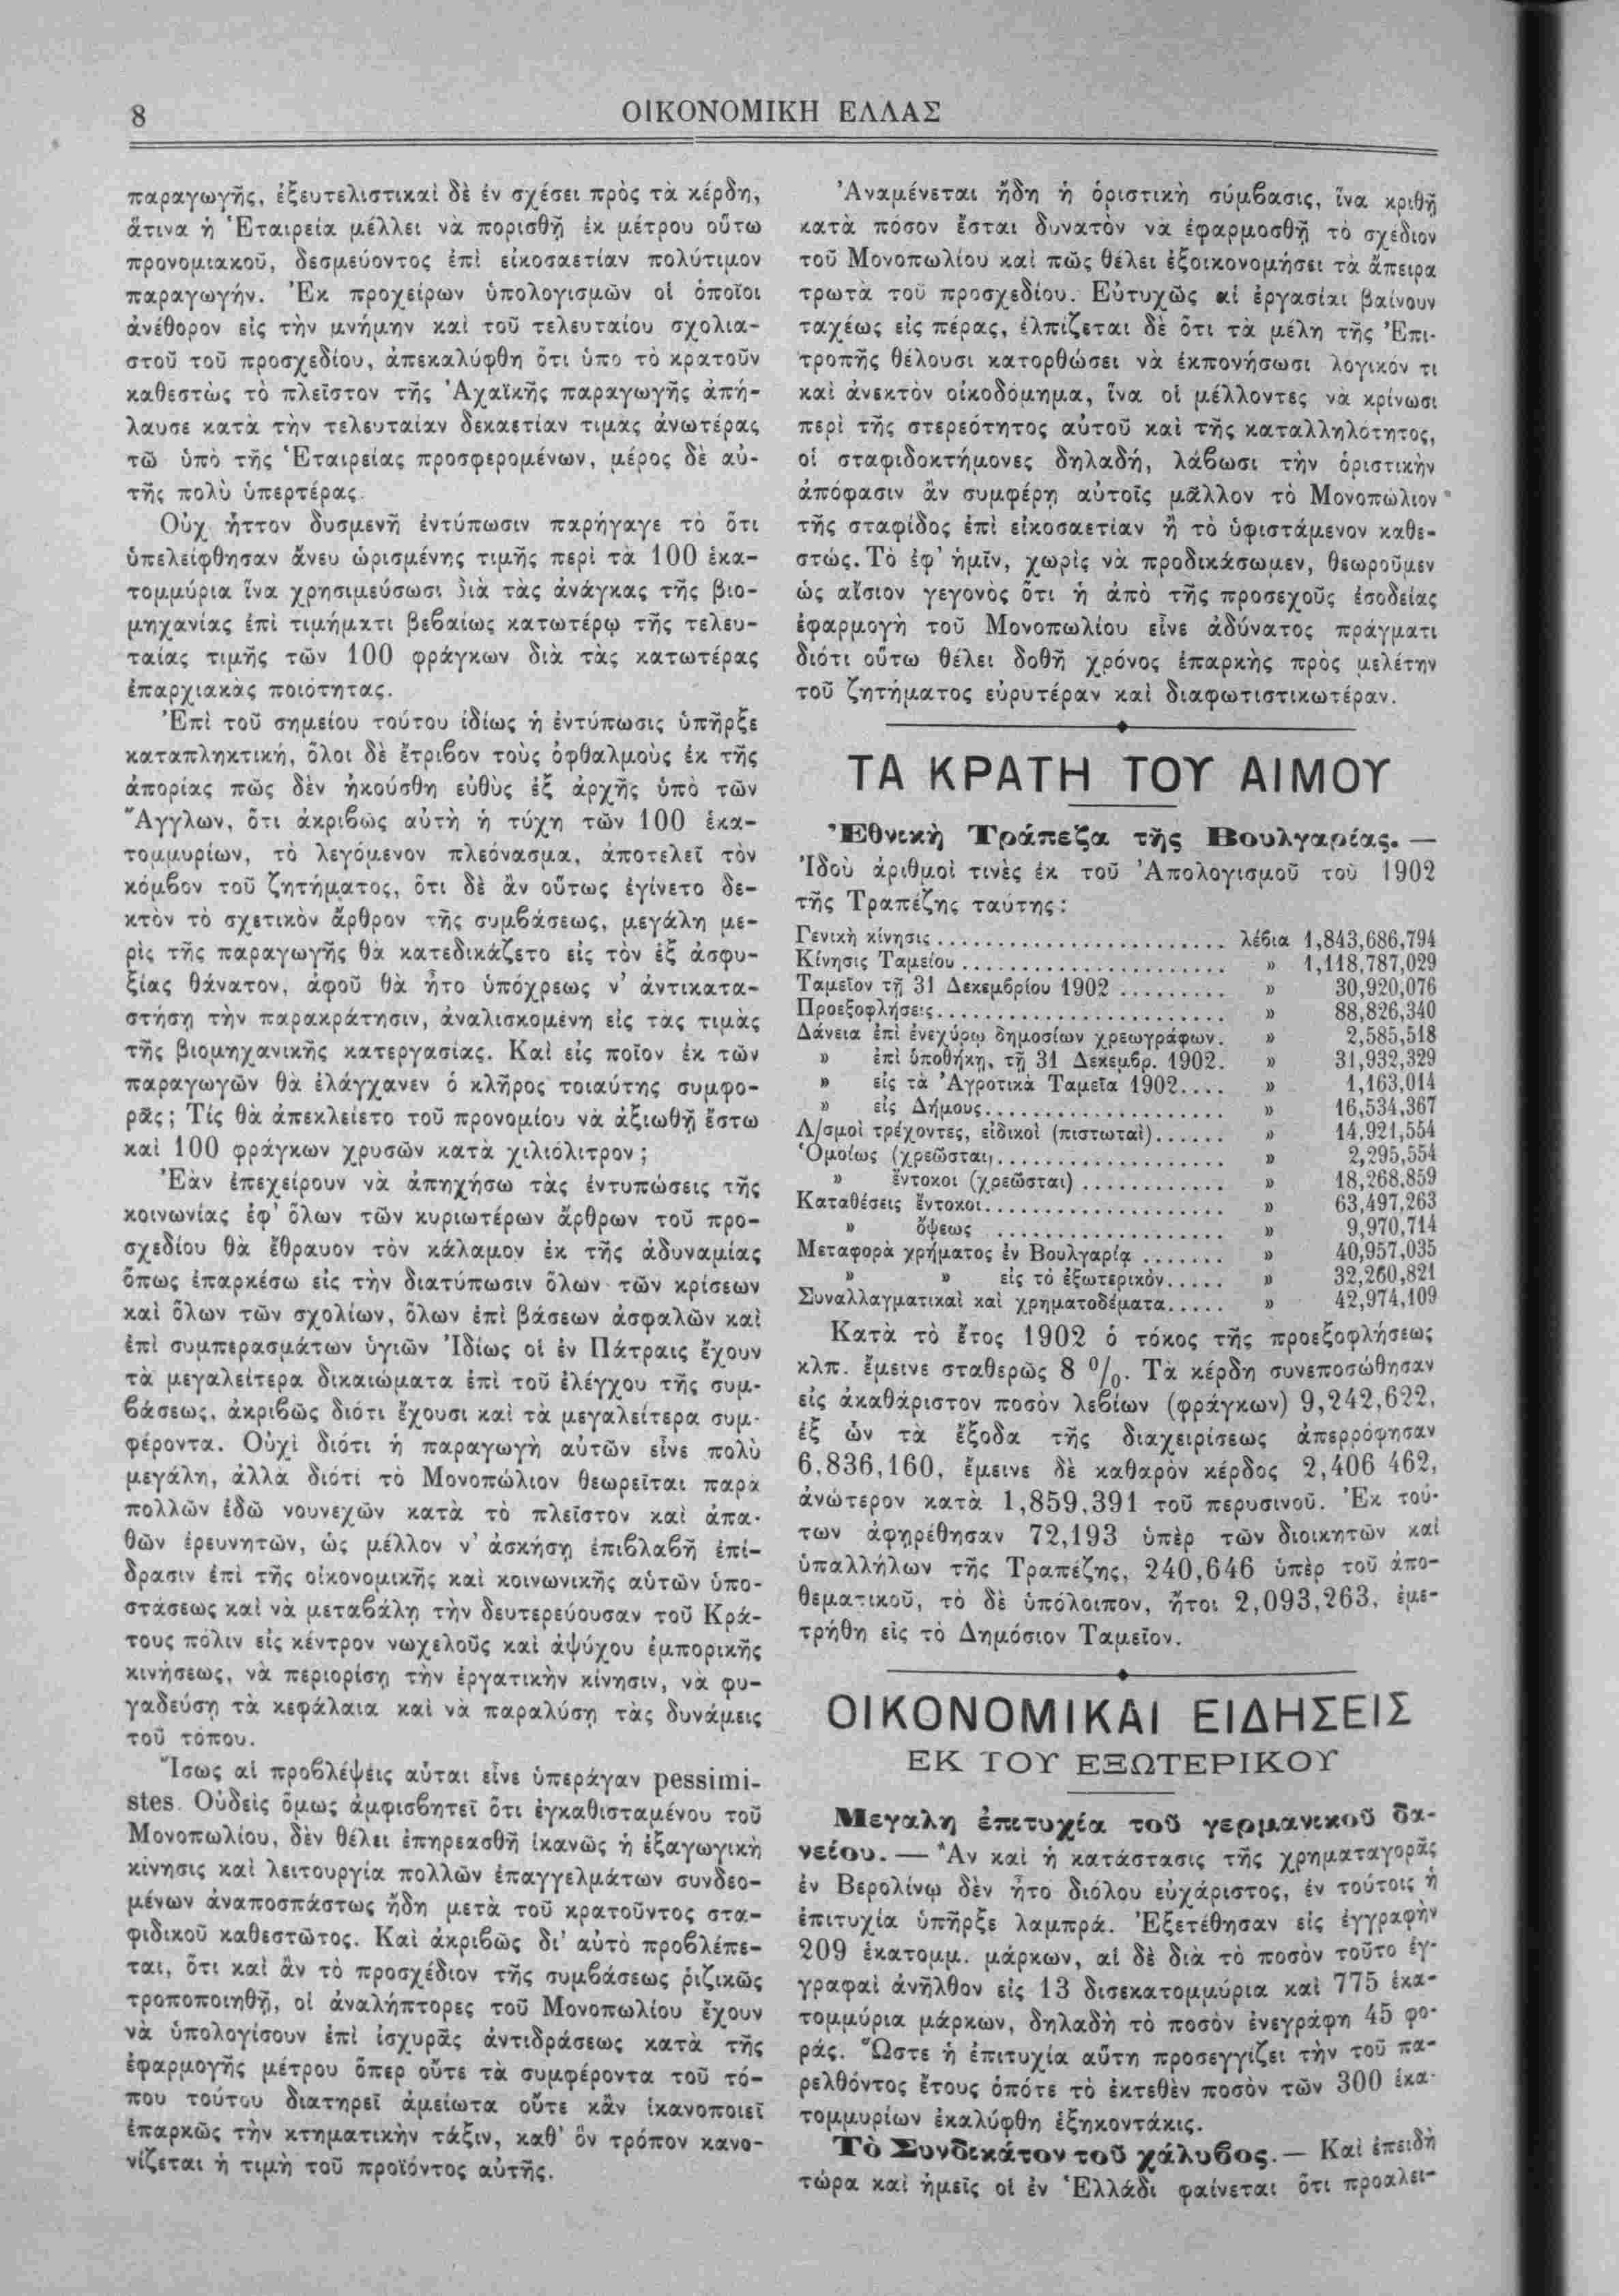 8
ΟΙΚΟΝΟΜΙΚΗ ΕΛΛΑΣ
παραγωγῆς, ἐξευτελιστικαὶ δὲ ἐν σχέσει πρὸς τὰ κέρδη,
ἅτινα ἡ Ἑταιρεία μέλλει νὰ πορισθῇ ἐκ μέτρου οὕτω
προνομιακοῦ, δεσμεύοντος ἐπὶ εἰκοσαετίαν πολύτιμον
παραγωγήν. Ἐκ προχείρων ὑπολογισμῶν οἱ ὁποῖοι
ἀνέθορον εἰς τὴν μνήμην καὶ τοῦ τελευταίου σχολια-
στοῦ τοῦ προσχεδίου, ἀπεκαλύφθη ὅτι ὑπο τὸ κρατοῦν
καθεστὼς τὸ πλεῖστον τῆς Ἀχαϊκῆς παραγωγῆς ἀπή-
λαυσε κατὰ τὴν τελευταίαν δεκαετίαν τιμας ἀνωτέρας
τῶ ὑπὸ τῆς Ἑταιρείας προσφερομένων, μέρος δὲ αὐ-
τῆς πολὺ ὑπερτέρας.
Οὐχ ἧττον δυσμενῆ ἐντύπωσιν παρήγαγε τὸ ὅτι
ὑπελείφθησαν ἄνευ ὡρισμένης τιμῆς περὶ τὰ 100 ἑκα-
τομμύρια ἵνα χρησιμεύσωσι διὰ τὰς ἀνάγκας τῆς βιο-
μηχανίας ἐπὶ τιμήματι βεβαίως κατωτέρῳ τῆς τελευ-
ταίας τιμῆς τῶν 100 φράγκων διὰ τὰς κατωτέρας
ἐπαρχιακὰς ποιότητας.
Ἐπὶ τοῦ σημείου τούτου ἰδίως ἡ ἐντύπωσις ὑπῆρξε
καταπληκτική, ὅλοι δὲ ἔτριβον τοὺς ὀφθαλμοὺς ἐκ τῆς
ἀπορίας πῶς δὲν ἠκούσθη εὐθὺς ἐξ ἀρχῆς ὑπὸ τῶν
Ἄγγλων, ὅτι ἀκριβῶς αὐτὴ ἡ τύχη τῶν 100 ἑκα-
τομμυρίων, τὸ λεγόμενον πλεόνασμα, ἀποτελεῖ τὸν
κόμβον τοῦ ζητήματος, ὅτι δὲ ἂν οὕτως ἐγίνετο δε-
κτὸν τὸ σχετικὸν ἄρθρον τῆς συμβάσεως, μεγάλη με-
ρὶς τῆς παραγωγῆς θὰ κατεδικάζετο εἰς τὸν ἐξ ἀσφυ-
ξίας θάνατον, ἀφοῦ θὰ ἦτο ὑπόχρεως ν' ἀντικατα-
στήσῃ τὴν παρακράτησιν, ἀναλισκομένη εἰς τὰς τιμὰς
τῆς βιομηχανικῆς κατεργασίας. Καὶ εἰς ποῖον ἐκ τῶν
παραγωγῶν θὰ ἐλάγχανεν ὁ κλῆρος τοιαύτης συμφο-
ρᾶς; Τίς θὰ ἀπεκλείετο τοῦ προνομίου νὰ ἀξιωθῇ ἔστω
καὶ 100 φράγκων χρυσῶν κατὰ χιλιόλιτρον;
Ἐὰν ἐπεχείρουν νὰ ἀπηχήσω τὰς ἐντυπώσεις τῆς
κοινωνίας ἐφ' ὅλων τῶν κυριωτέρων ἄρθρων τοῦ προ-
σχεδίου θὰ ἔθραυον τὸν κάλαμον ἐκ τῆς ἀδυναμίας
ὅπως ἐπαρκέσω εἰς τὴν διατύπωσιν ὅλων τῶν κρίσεων
καὶ ὅλων τῶν σχολίων, ὅλων ἐπὶ βάσεων ἀσφαλῶν καὶ
ἐπὶ συμπερασμάτων ὑγιῶν Ἰδίως οἱ ἐν Πάτραις ἔχουν
τὰ μεγαλείτερα δικαιώματα ἐπὶ τοῦ ἐλέγχου τῆς συμ-
βάσεως, ἀκριβῶς διότι ἔχουσι καὶ τὰ μεγαλείτερα συμ-
φέροντα. Οὐχὶ διότι ἡ παραγωγὴ αὐτῶν εἶνε πολὺ
μεγάλη, ἀλλὰ διότι τὸ Μονοπώλιον θεωρεῖται παρὰ
πολλῶν ἐδῶ νουνεχῶν κατὰ τὸ πλεῖστον καὶ ἀπα-
θῶν ἐρευνητῶν, ὡς μέλλον ν' ἀσκήσῃ ἐπιβλαβῆ ἐπί-
δρασιν ἐπὶ τῆς οἰκονομικῆς καὶ κοινωνικῆς αὐτῶν ὑπο-
στάσεως καὶ νὰ μεταβάλῃ τὴν δευτερεύουσαν τοῦ Κρά-
τους πόλιν εἰς κέντρον νωχελοῦς καὶ ἀψύχου ἐμπορικῆς
κινήσεως, νὰ περιορίσῃ τὴν ἐργατικὴν κίνησιν, νὰ φυ-
γαδεύσῃ τὰ κεφάλαια καὶ νὰ παραλύσῃ τὰς δυνάμεις
τοῦ τόπου.
Ἴσως αἱ προβλέψεις αὗται εἶνε ὑπεράγαν pessimi-
stes. Οὐδεὶς ὅμως ἀμφισβητεῖ ὅτι ἐγκαθισταμένου τοῦ
Μονοπωλίου, δὲν θέλει ἐπηρεασθῆ ἱκανῶς ἡ ἐξαγωγικὴ
κίνησις καὶ λειτουργία πολλῶν ἐπαγγελμάτων συνδεο-
μένων ἀναποσπάστως ἤδη μετὰ τοῦ κρατοῦντος στα-
φιδικοῦ καθεστῶτος. Καὶ ἀκριβῶς δι' αὐτὸ προβλέπε-
ται, ὅτι καὶ ἂν τὸ προσχέδιον τῆς συμβάσεως ῥιζικῶς
τροποποιηθῇ, οἱ ἀναλήπτορες τοῦ Μονοπωλίου ἔχουν
νὰ ὑπολογίσουν ἐπὶ ἰσχυρᾶς ἀντιδράσεως κατὰ τῆς
ἐφαρμογῆς μέτρου ὅπερ οὔτε τὰ συμφέροντα τοῦ τό-
που τούτου διατηρεῖ ἀμείωτα οὔτε κἂν ἱκανοποιεῖ
ἐπαρκῶς τὴν κτηματικὴν τάξιν, καθ' ὃν τρόπον κανο-
νίζεται ἡ τιμὴ τοῦ προϊόντος αὐτῆς.
Ἀναμένεται ἤδη ἡ ὁριστικὴ σύμβασις, ἵνα κριθῇ
κατὰ πόσον ἔσται δυνατὸν νὰ ἐφαρμοσθῇ τὸ σχέδιον
τοῦ Μονοπωλίου καὶ πῶς θέλει ἐξοικονομήσει τὰ ἄπειρα
τρωτὰ τοῦ προσχεδίου. Εὐτυχῶς αἱ ἐργασίαι βαίνουν
ταχέως εἰς πέρας, ἐλπίζεται δὲ ὅτι τὰ μέλη τῆς Ἐπι-
τροπῆς θέλουσι κατορθώσει νὰ ἐκπονήσωσι λογικόν τι
καὶ ἀνεκτὸν οἰκοδόμημα, ἵνα οἱ μέλλοντες νὰ κρίνωσι
περὶ τῆς στερεότητος αὐτοῦ καὶ τῆς καταλληλότητος,
οἱ σταφιδοκτήμονες δηλαδή, λάβωσι τὴν ὁριστικὴν
ἀπόφασιν ἂν συμφέρῃ αὐτοῖς μᾶλλον τὸ Μονοπώλιον
τῆς σταφίδος ἐπὶ εἰκοσαετίαν ἢ τὸ ὑφιστάμενον καθε-
στώς. Τὸ ἐφ' ἡμῖν, χωρὶς νὰ προδικάσωμεν, θεωροῦμεν
ὡς αἴσιον γεγονὸς ὅτι ἡ ἀπὸ τῆς προσεχοῦς ἐσοδείας
ἐφαρμογὴ τοῦ Μονοπωλίου εἶνε ἀδύνατος πράγματι
διότι οὕτω θέλει δοθῆ χρόνος ἐπαρκὴς πρὸς μελέτην
τοῦ ζητήματος εὐρυτέραν καὶ διαφωτιστικωτέραν.
ΤΑ ΚΡΑΤΗ ΤΟΥ ΑΙΜΟΥ
Ἐθνικὴ Τράπεζα τῆς Βουλγαρίας. —
Ἰδοὺ ἀριθμοὶ τινὲς ἐκ τοῦ Ἀπολογισμοῦ τοῦ 1902
τῆς Τραπέζης ταύτης:
Γενικὴ κίνησις .......................... λέβια 1,843,686,794
Κίνησις Ταμείου ........................ » 1,118,787,029
Ταμεῖον τῇ 31 Δεκεμβρίου 1902 ......... » 30,920,076
Προεξοφλήσεις.......................... » 88,826,340
Δάνεια ἐπὶ ἐνεχύρῳ δημοσίων χρεωγράφων. » 2,585,518
» ἐπὶ ὑποθήκῃ, τῇ 31 Δεκεμβρ. 1902. » 31,932,329
» εἰς τὰ Ἀγροτικὰ Ταμεῖα 1902.... » 1,163,014
» εἰς Δήμους...................... » 16,534,367
Λ/σμοὶ τρέχοντες, εἰδικοὶ (πιστωταὶ)...... » 14,921,554
Ὁμοίως (χρεῶσται)..................... » 2,295,554
» ἔντοκοι (χρεῶσται) ............. » 18,268,859
Καταθέσεις ἔντοκοι...................... » 63,497,263
» ὄψεως .................... » 9,970,714
Μεταφορὰ χρήματος ἐν Βουλγαρίᾳ ....... » 40,957,035
» » εἰς τὸ ἐξωτερικὸν..... » 32,260,821
Συναλλαγματικαὶ καὶ χρηματοδέματα..... » 42,974,109
Κατὰ τὸ ἔτος 1902 ὁ τόκος τῆς προεξοφλήσεως
κλπ. ἔμεινε σταθερῶς 8 %. Τὰ κέρδη συνεποσώθησαν
εἰς ἀκαθάριστον ποσὸν λεβίων (φράγκων) 9,242,622,
ἐξ ὧν τὰ ἔξοδα τῆς διαχειρίσεως ἀπερρόφησαν
6,836,160, ἔμεινε δὲ καθαρὸν κέρδος 2,406 462,
ἀνώτερον κατὰ 1,859,391 τοῦ περυσινοῦ. Ἐκ τού-
των ἀφῃρέθησαν 72,193 ὑπὲρ τῶν διοικητῶν καὶ
ὑπαλλήλων τῆς Τραπέζης, 240,646 ὑπὲρ τοῦ ἀπο-
θεματικοῦ, τὸ δὲ ὑπόλοιπον, ἤτοι 2,093,263, ἐμε-
τρήθη εἰς τὸ Δημόσιον Ταμεῖον.
ΟΙΚΟΝΟΜΙΚΑΙ ΕΙΔΗΣΕΙΣ
ΕΚ ΤΟΥ ΕΞΩΤΕΡΙΚΟΥ
Μεγαλη ἐπιτυχία τοῦ γερμανικοῦ δα-
νείου. — Ἂν καὶ ἡ κατάστασις τῆς χρηματαγορᾶς
ἐν Βερολίνῳ δὲν ἦτο διόλου εὐχάριστος, ἐν τούτοις ἡ
ἐπιτυχία ὑπῆρξε λαμπρά. Ἐξετέθησαν εἰς ἐγγραφὴν
209 ἑκατομμ. μάρκων, αἱ δὲ διὰ τὸ ποσὸν τοῦτο ἐγ-
γραφαὶ ἀνῆλθον εἰς 13 δισεκατομμύρια καὶ 775 ἑκα-
τομμύρια μάρκων, δηλαδὴ τὸ ποσὸν ἐνεγράφη 45 φο-
ράς. Ὥστε ἡ ἐπιτυχία αὕτη προσεγγίζει τὴν τοῦ πα-
ρελθόντος ἔτους ὁπότε τὸ ἐκτεθὲν ποσὸν τῶν 300 ἑκα-
τομμυρίων ἐκαλύφθη ἑξηκοντάκις.
Τὸ Συνδικάτον τοῦ χάλυβος. — Καὶ ἐπειδὴ
τώρα καὶ ἡμεῖς οἱ ἐν Ἑλλάδι φαίνεται ὅτι προαλει-